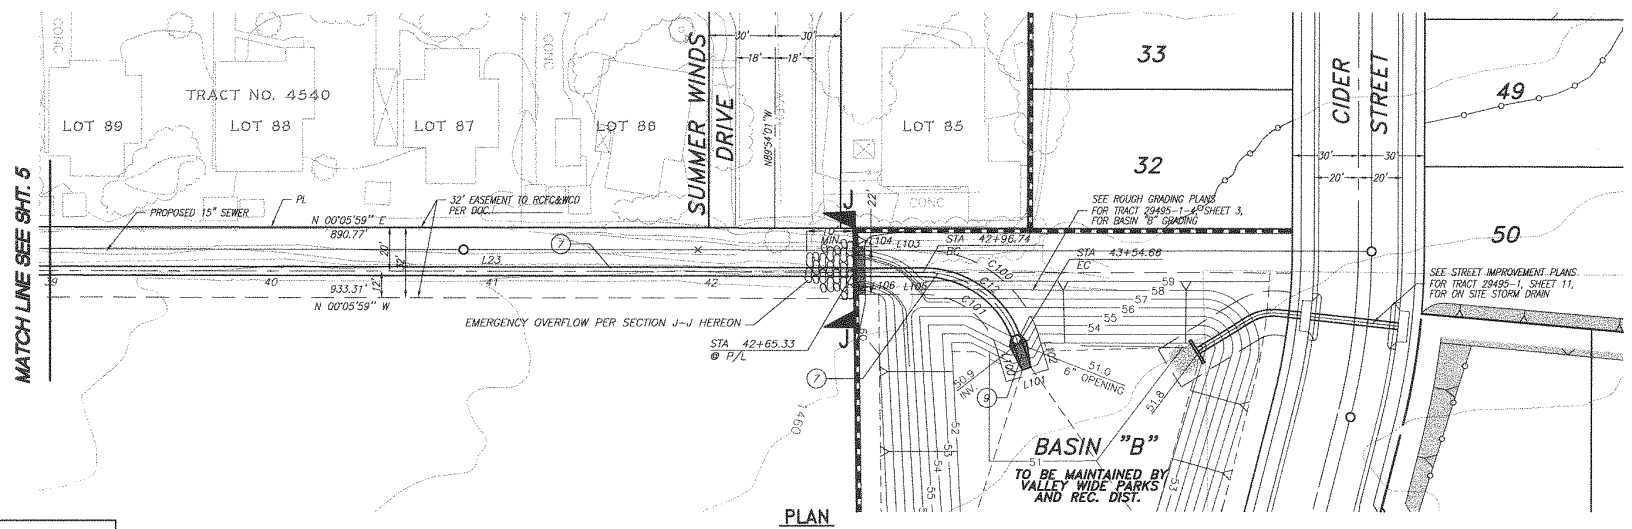 MATCH LINE SEE SHT. 5
CONC
TRACT NO. 4540
LOT 89
LOT 88
LOT 87
CONC
LOT 86
SUMMER WINDS
DRIVE
30'
30'
18'
18'
N89°54'01"W
LOT 85
CONC
33
32
CIDER
STREET
30'
30'
20'
20'
49
50
PROPOSED 15" SEWER
PL
N 00°05'59" E
890.77'
32' EASEMENT TO RCFC&WCD
PER DOC.
20'
12'
L23
7
39
40
41
42
933.31'
N 00°05'59" W
EMERGENCY OVERFLOW PER SECTION J-J HEREON
STA 42+65.33
@ P/L
J
J
22'
MIN.
L104
L103
L106
STA 42+96.74
BC
C100
C101
STA 43+54.66
EC
SEE ROUGH GRADING PLANS
FOR TRACT 29495-1-4, SHEET 3,
FOR BASIN "B" GRADING
59
58
57
56
55
54
SEE STREET IMPROVEMENT PLANS
FOR TRACT 29495-1, SHEET 11,
FOR ON SITE STORM DRAIN
60
7
50.9
INV.
9
L100
L101
51.0
6" OPENING
51.8
1460
52
53
54
55
51
53
BASIN "B"
TO BE MAINTAINED BY
VALLEY WIDE PARKS
AND REC. DIST.
PLAN